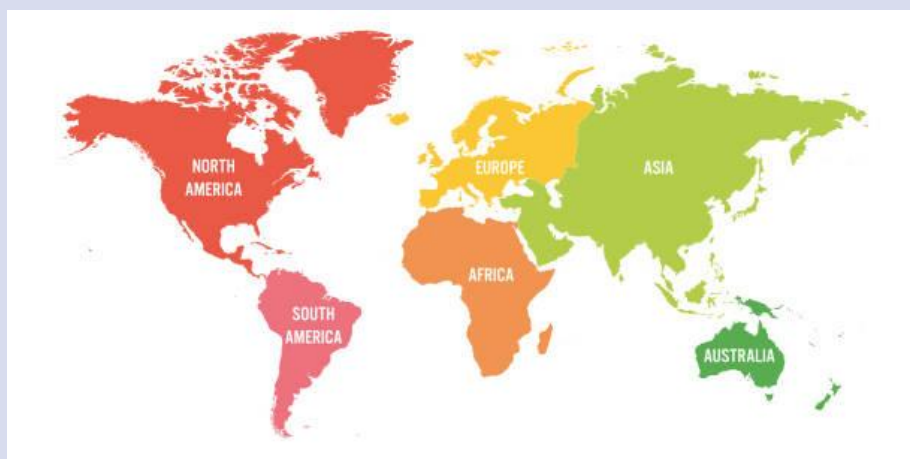 NORTH
AMERICA
EUROPE
ASIA
AFRICA
SOUTH
AMERICA
AUSTRALIA